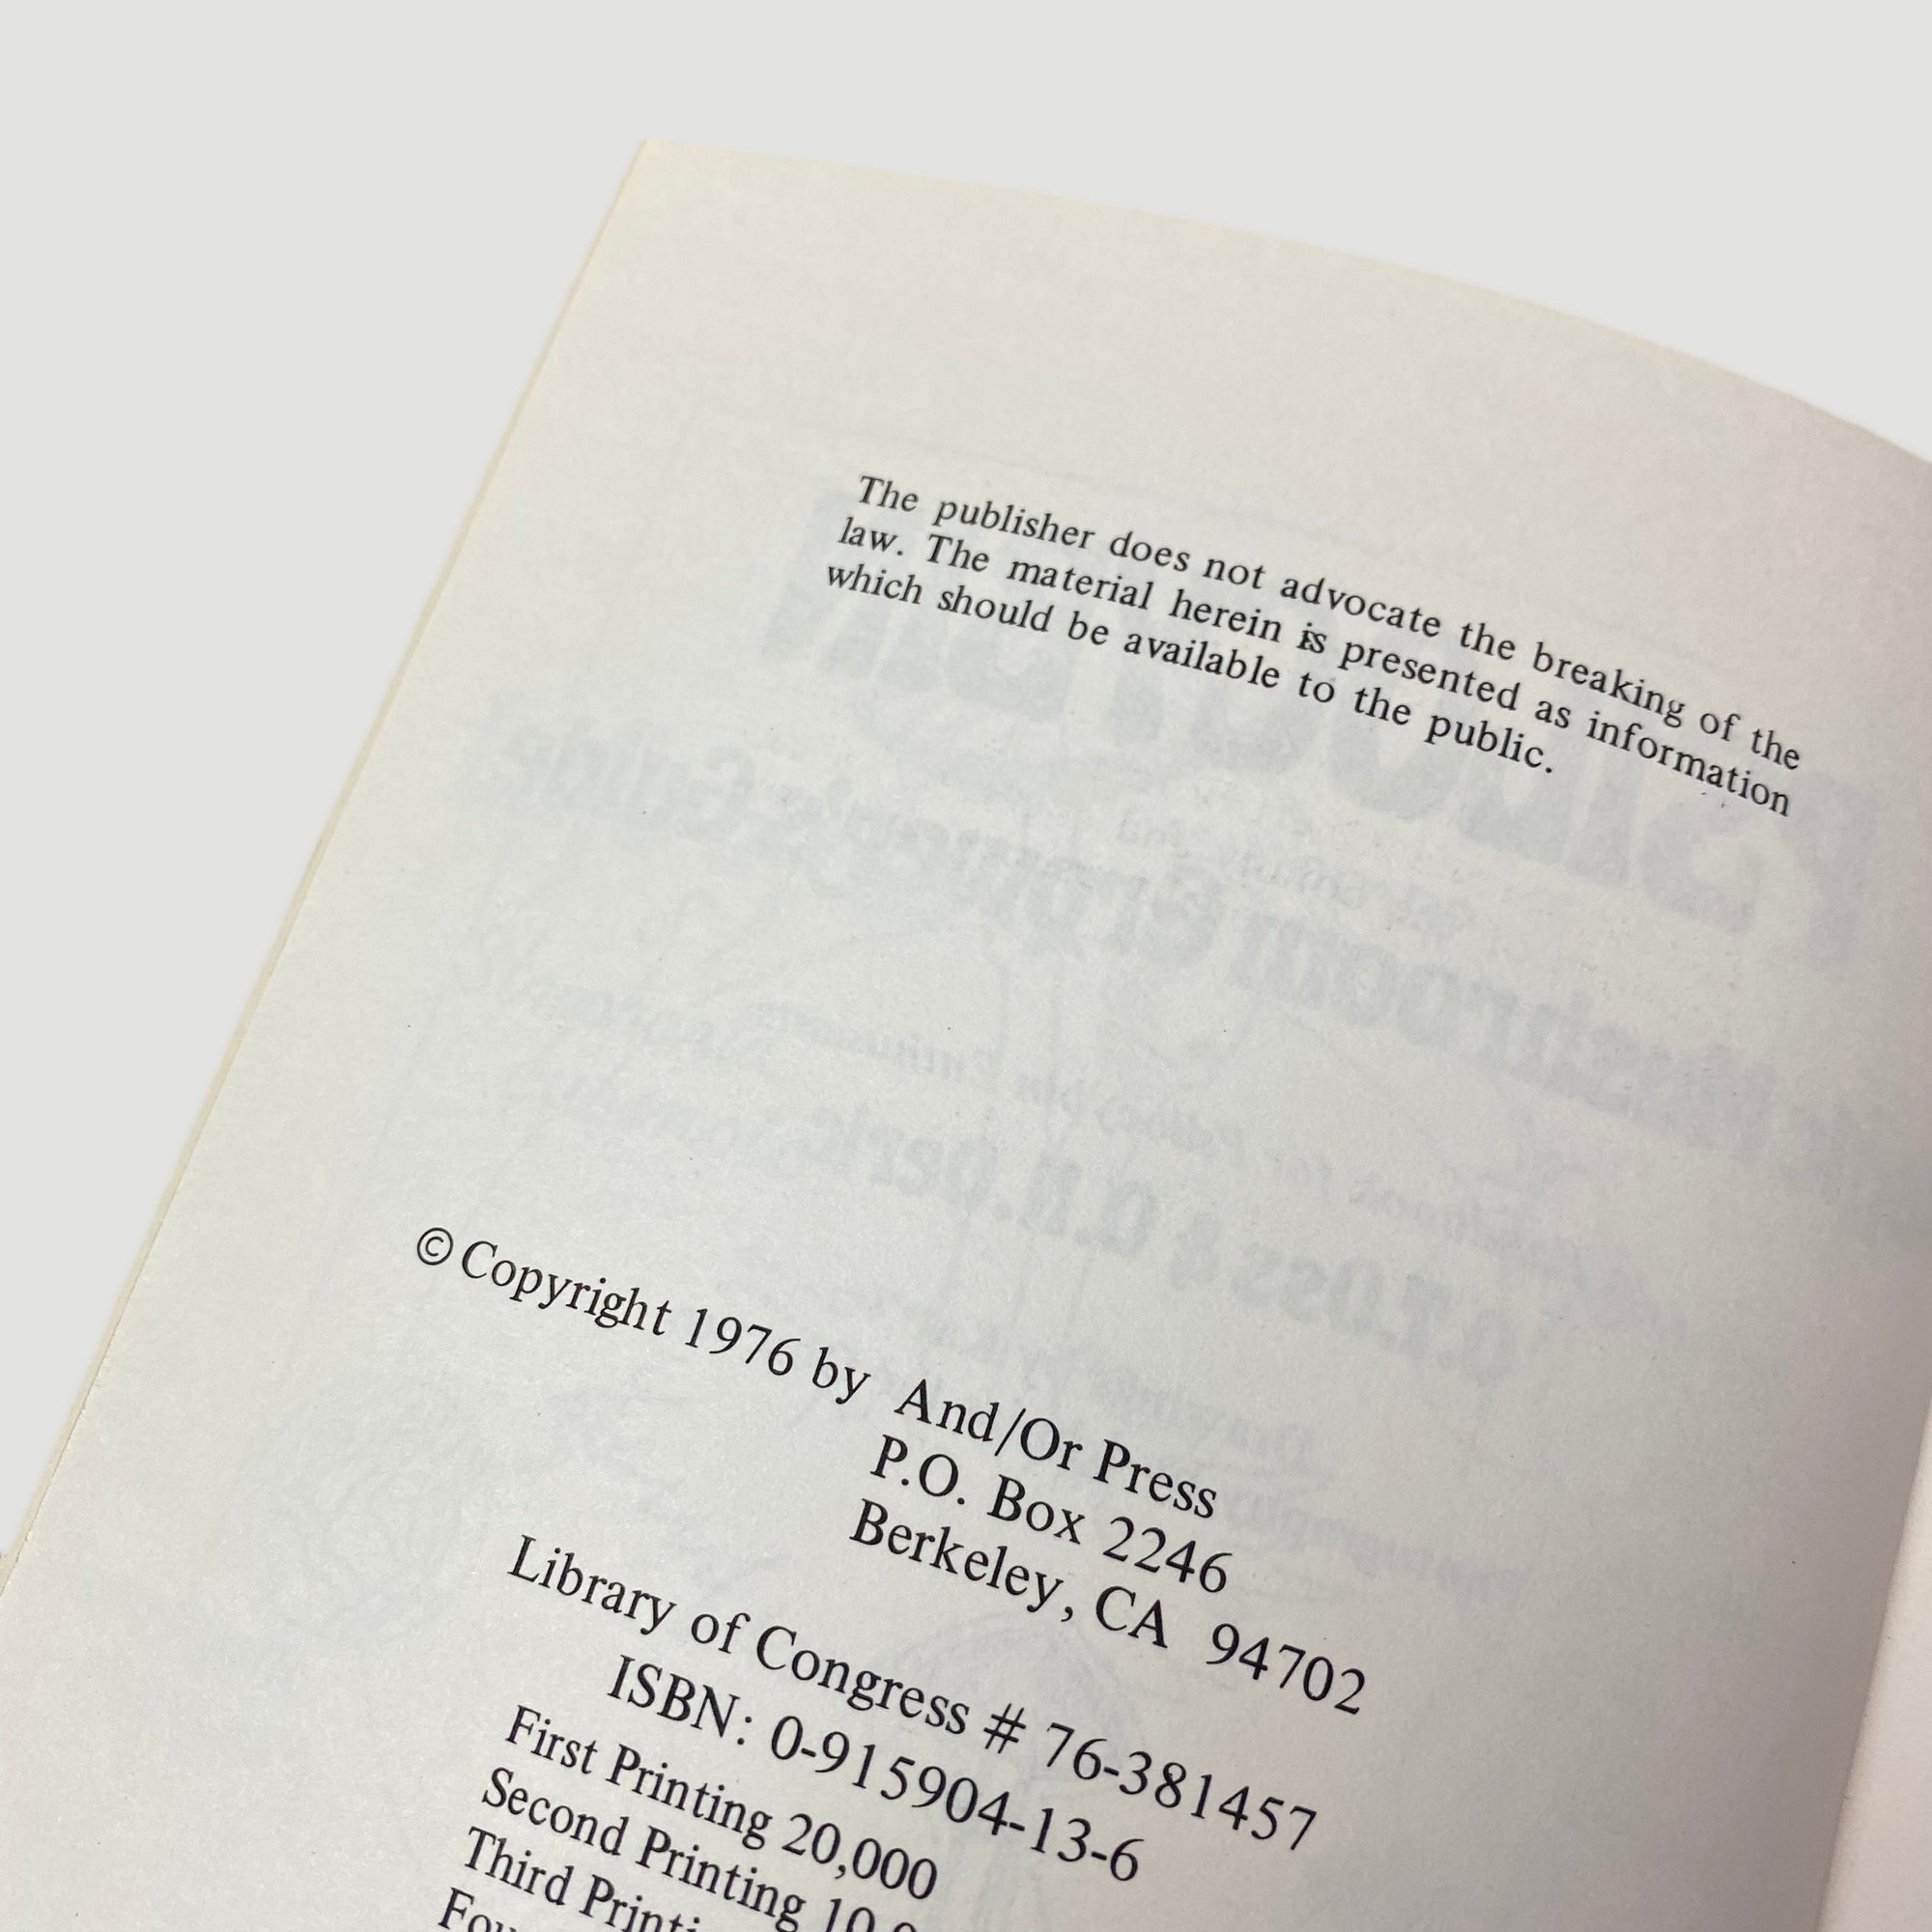 The publisher does not advocate the breaking of the
law. The material herein is presented as information
which should be available to the public.
© Copyright 1976 by And/Or Press
P.O. Box 2246
Berkeley, CA 94702
Library of Congress # 76-381457
ISBN: 0-915904-13-6
First Printing 20,000
Second Printing
Third